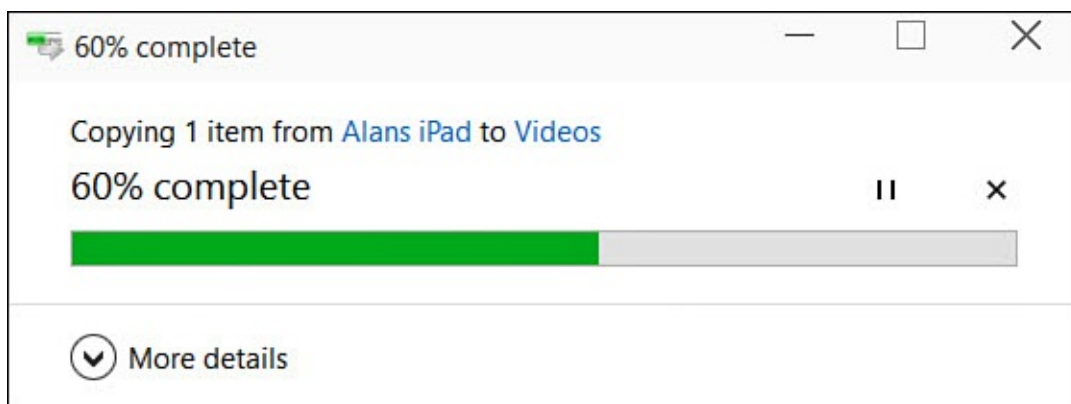 60% complete
Copying 1 item from Alans iPad to Videos
60% complete
More details